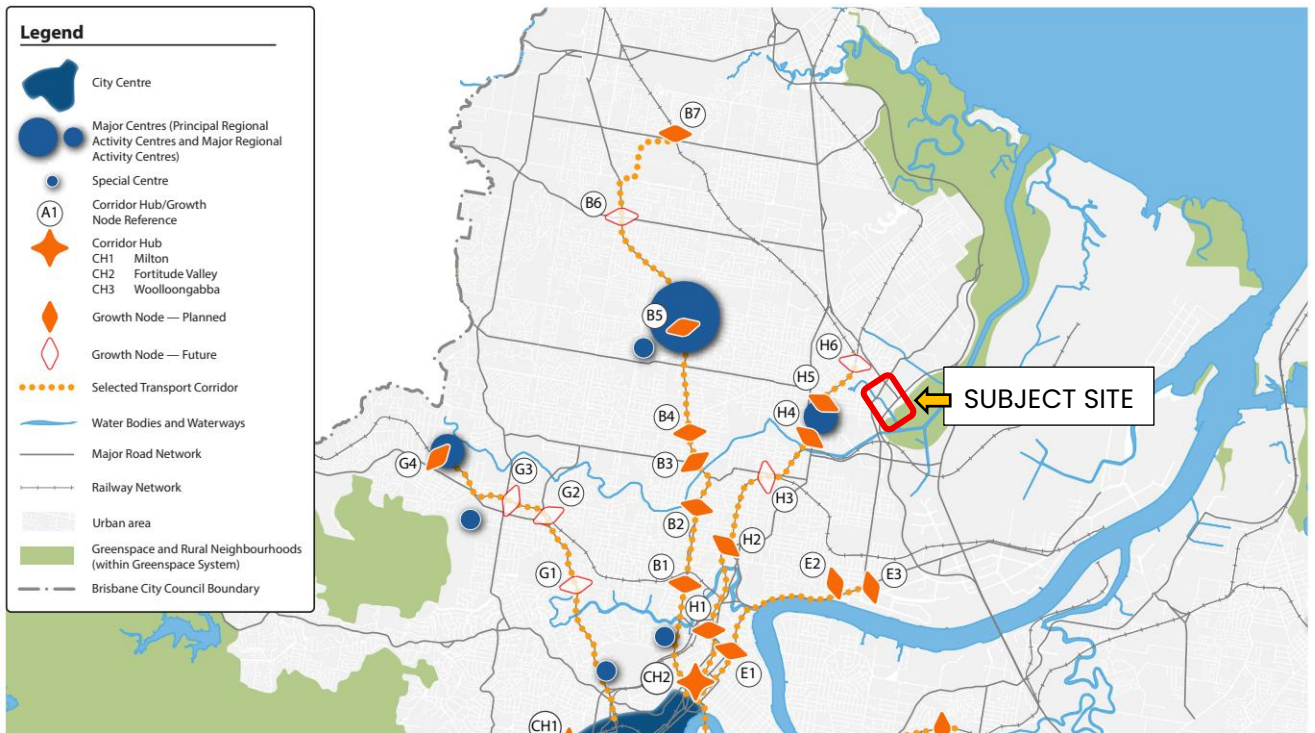 Legend
City Centre
Major Centres (Principal Regional
Activity Centres and Major Regional
Activity Centres)
Special Centre
A1
Corridor Hub/Growth
Node Reference
Corridor Hub
CH1 Milton
CH2 Fortitude Valley
CH3 Woolloongabba
Growth Node — Planned
Growth Node — Future
Selected Transport Corridor
Water Bodies and Waterways
Major Road Network
Railway Network
Urban area
Greenspace and Rural Neighbourhoods
(within Greenspace System)
Brisbane City Council Boundary
B7
B6
B5
H6
H5
SUBJECT SITE
B4
H4
G4
G3
B3
G2
H3
B2
H2
G1
B1
E2
E3
H1
CH2
E1
CH1